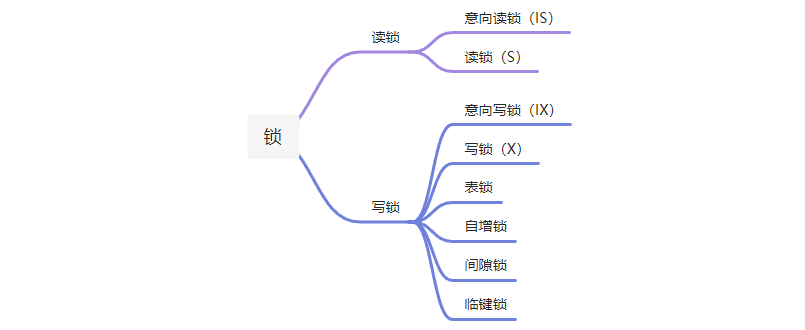 锁
读锁
意向读锁（IS）
读锁（S）
写锁
意向写锁（IX）
写锁（X）
表锁
自增锁
间隙锁
临键锁